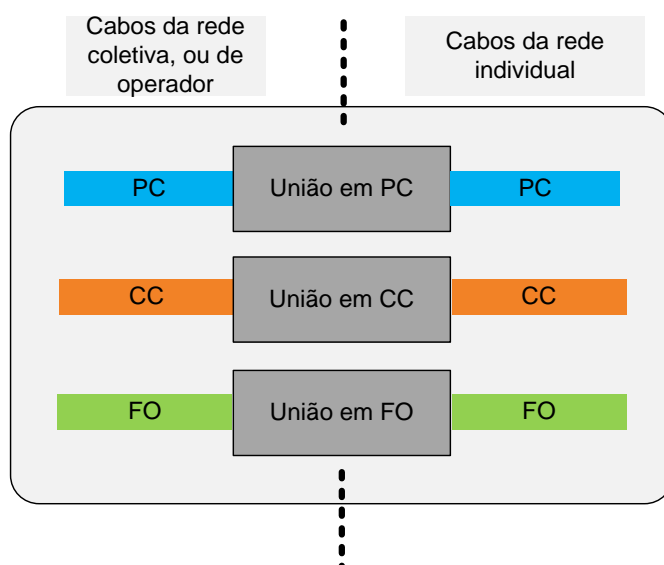 Cabos da rede
coletiva, ou de
operador
Cabos da rede
individual
PC
União em PC
PC
CC
União em CC
CC
FO
União em FO
FO